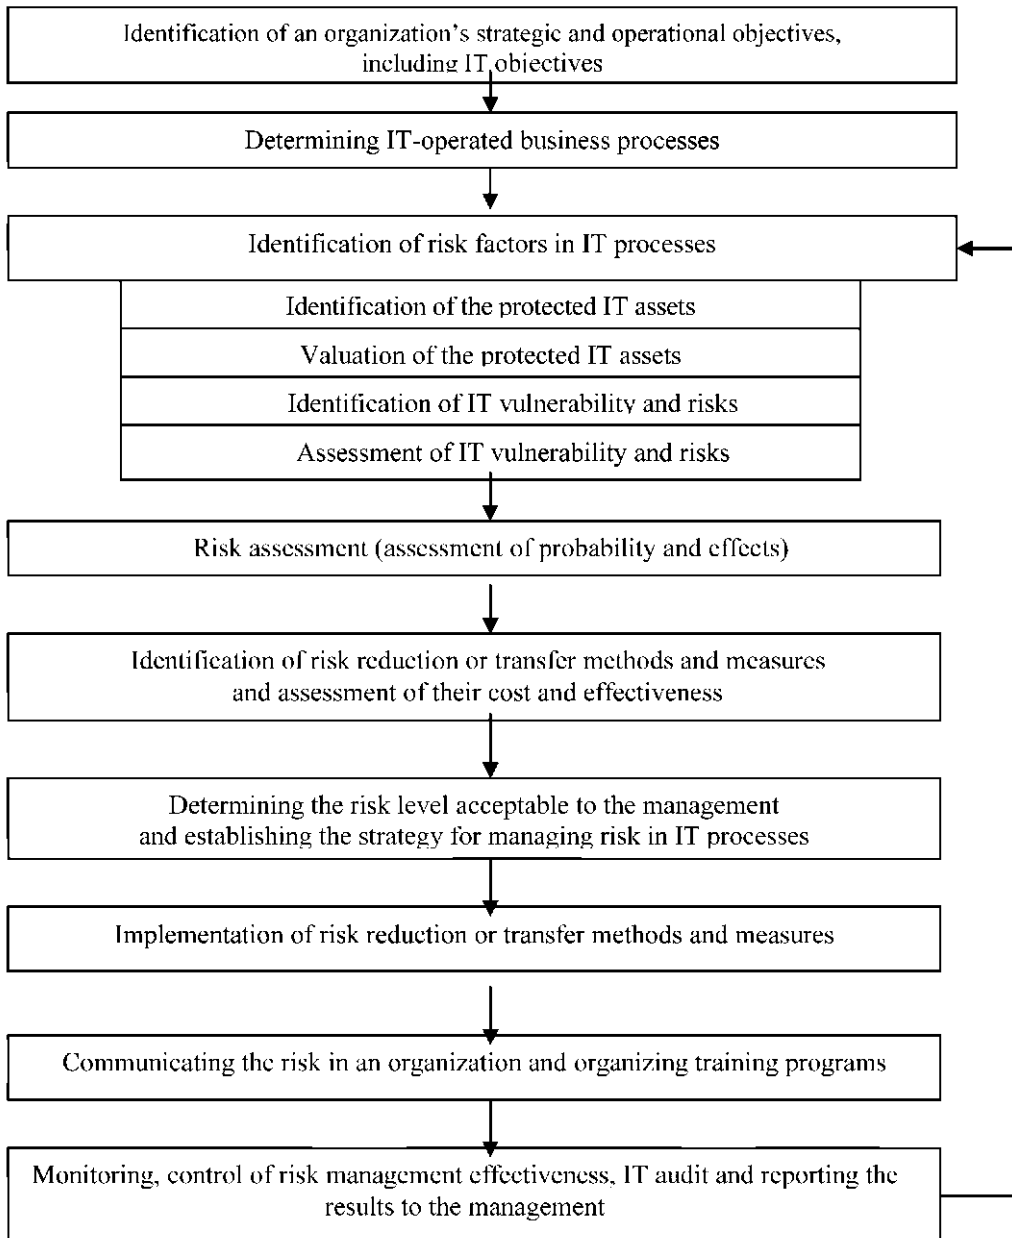 Identification of an organization's strategic and operational objectives,
including IT objectives
Determining IT-operated business processes
Identification of risk factors in IT processes
Identification of the protected IT assets
Valuation of the protected IT assets
Identification of IT vulnerability and risks
Assessment of IT vulnerability and risks
Risk assessment (assessment of probability and effects)
Identification of risk reduction or transfer methods and measures
and assessment of their cost and effectiveness
Determining the risk level acceptable to the management
and establishing the strategy for managing risk in IT processes
Implementation of risk reduction or transfer methods and measures
Communicating the risk in an organization and organizing training programs
Monitoring, control of risk management effectiveness, IT audit and reporting the
results to the management